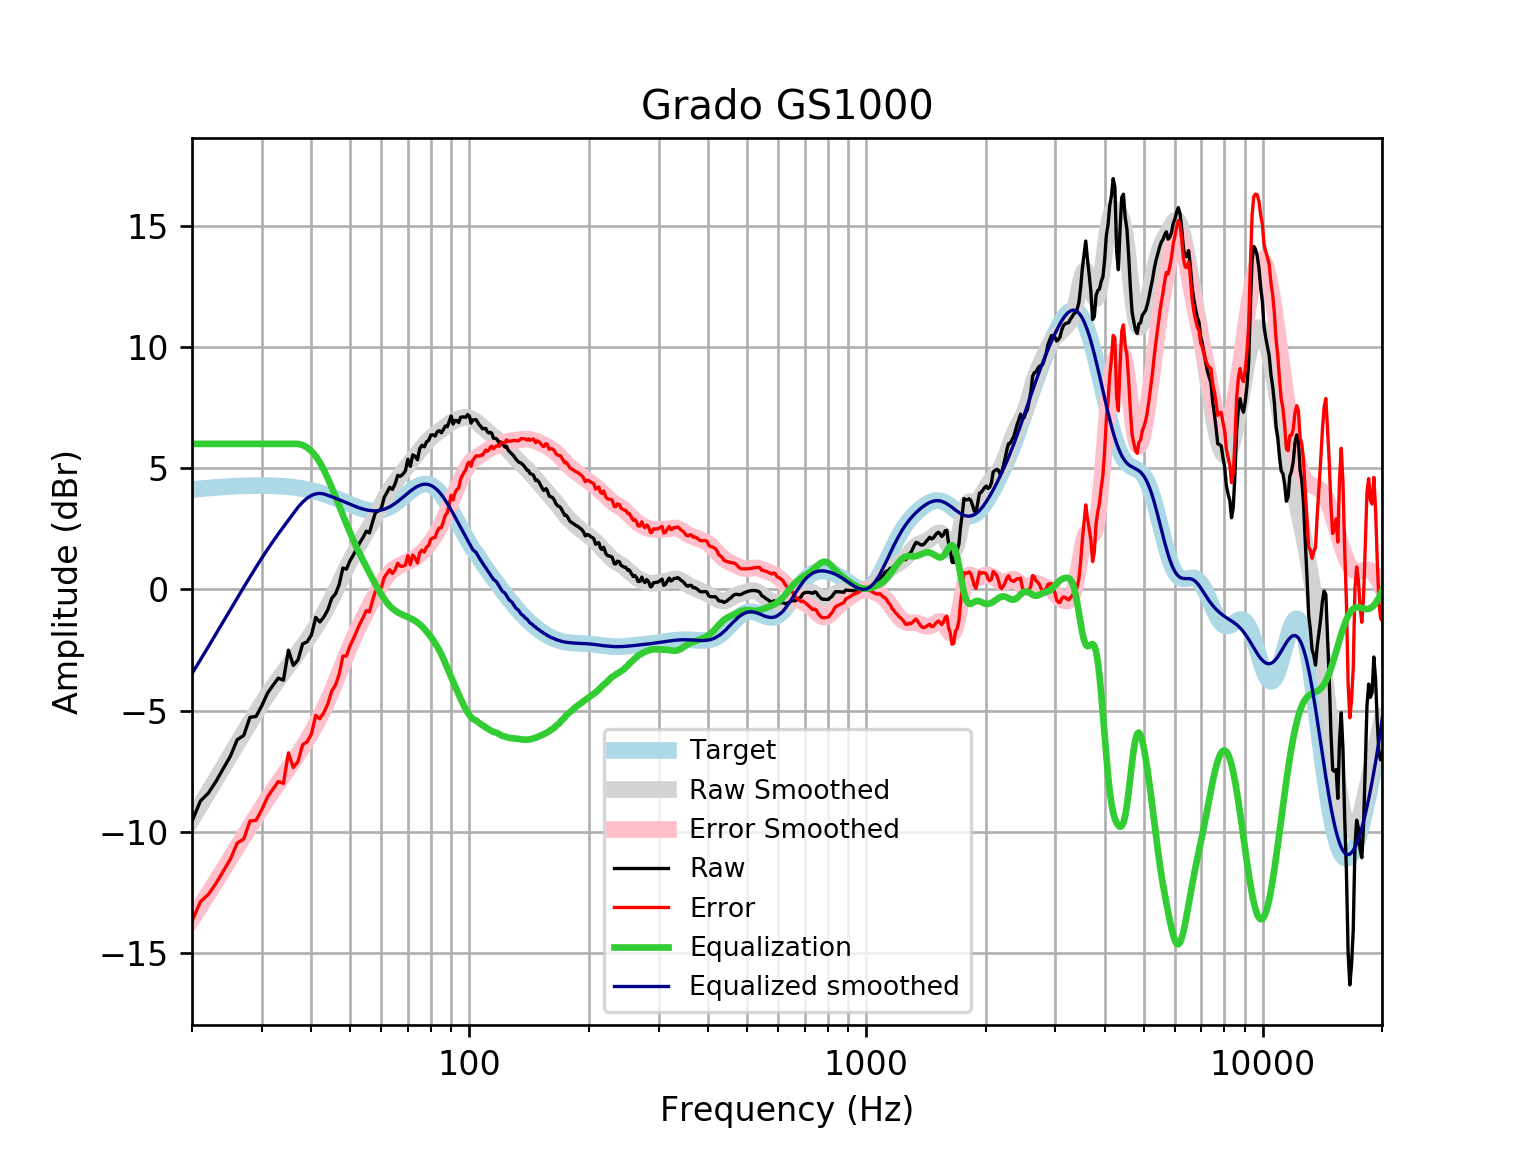 Grado GS1000
15
10
5
0
−5
−10
−15
Amplitude (dBr)
Target
Raw Smoothed
Error Smoothed
Raw
Error
Equalization
Equalized smoothed
100
1000
10000
Frequency (Hz)